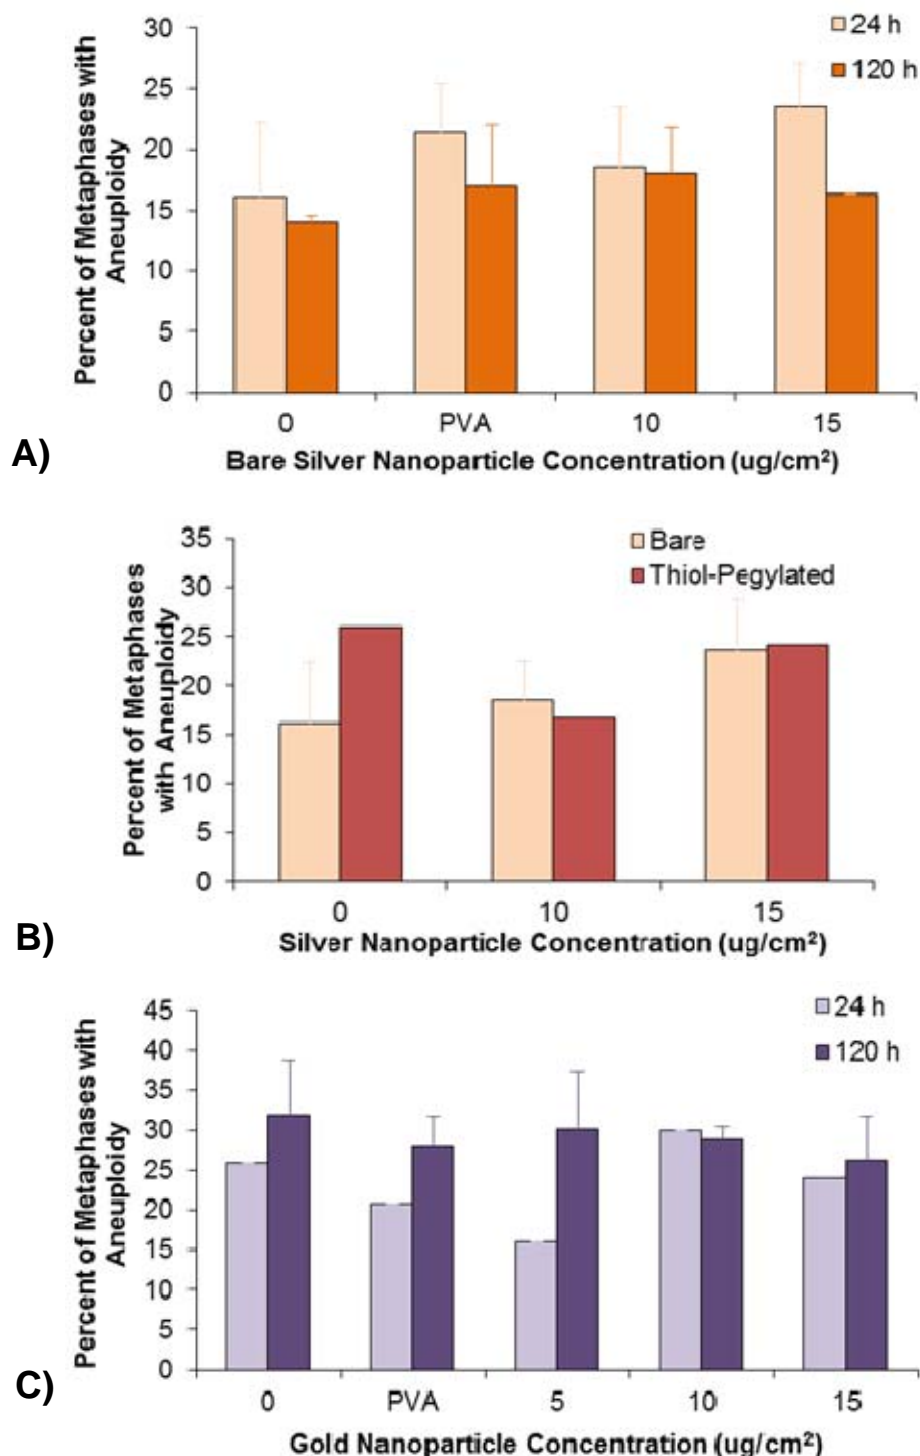 30
25
20
15
10
5
0
Percent of Metaphases with
Aneuploidy
24 h
120 h
0 PVA 10 15
A)
Bare Silver Nanoparticle Concentration (ug/cm²)
35
30
25
20
15
10
5
0
Percent of Metaphases
with Aneuploidy
Bare
Thiol-Pegylated
0 10 15
B)
Silver Nanoparticle Concentration (ug/cm²)
45
40
35
30
25
20
15
10
5
0
Percent of Metaphases with
Aneuploidy
24 h
120 h
0 PVA 5 10 15
C)
Gold Nanoparticle Concentration (ug/cm²)